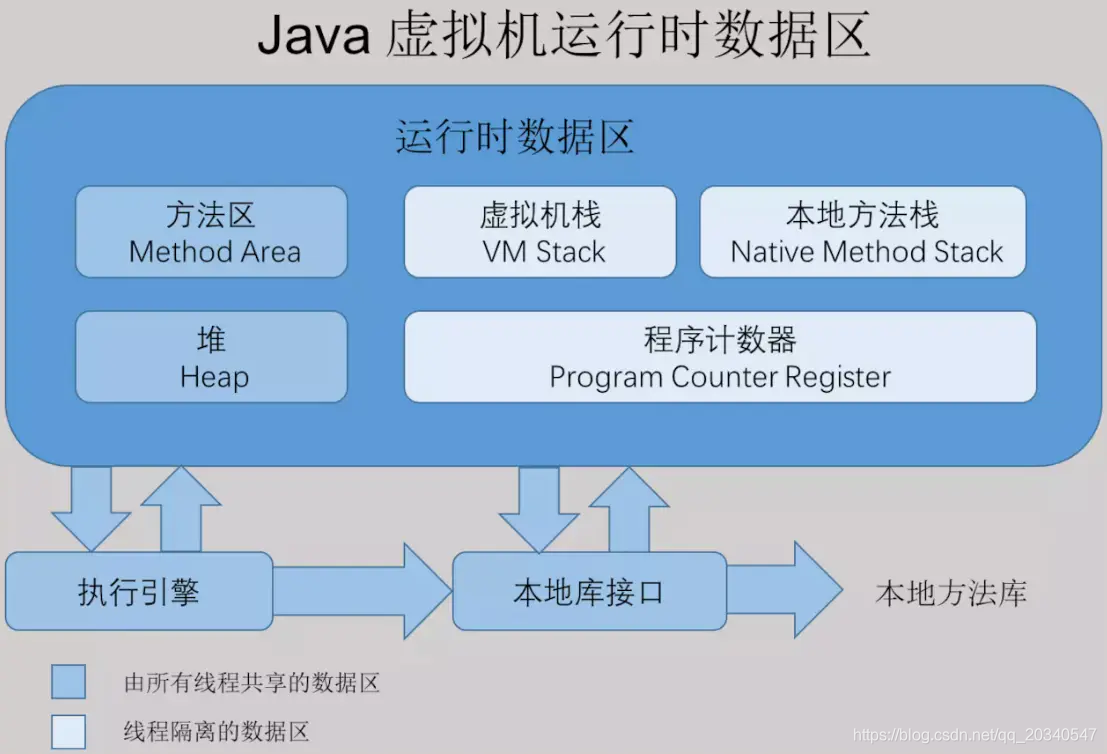 Java 虚拟机运行时数据区
运行时数据区
方法区
Method Area
虚拟机栈
VM Stack
本地方法栈
Native Method Stack
堆
Heap
程序计数器
Program Counter Register
执行引擎
本地库接口
本地方法库
由所有线程共享的数据区
线程隔离的数据区
https://blog.csdn.net/qq_20340547